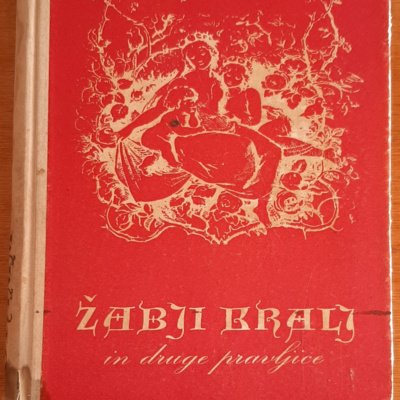 ŽABJI KRALJ
in druge pravljice